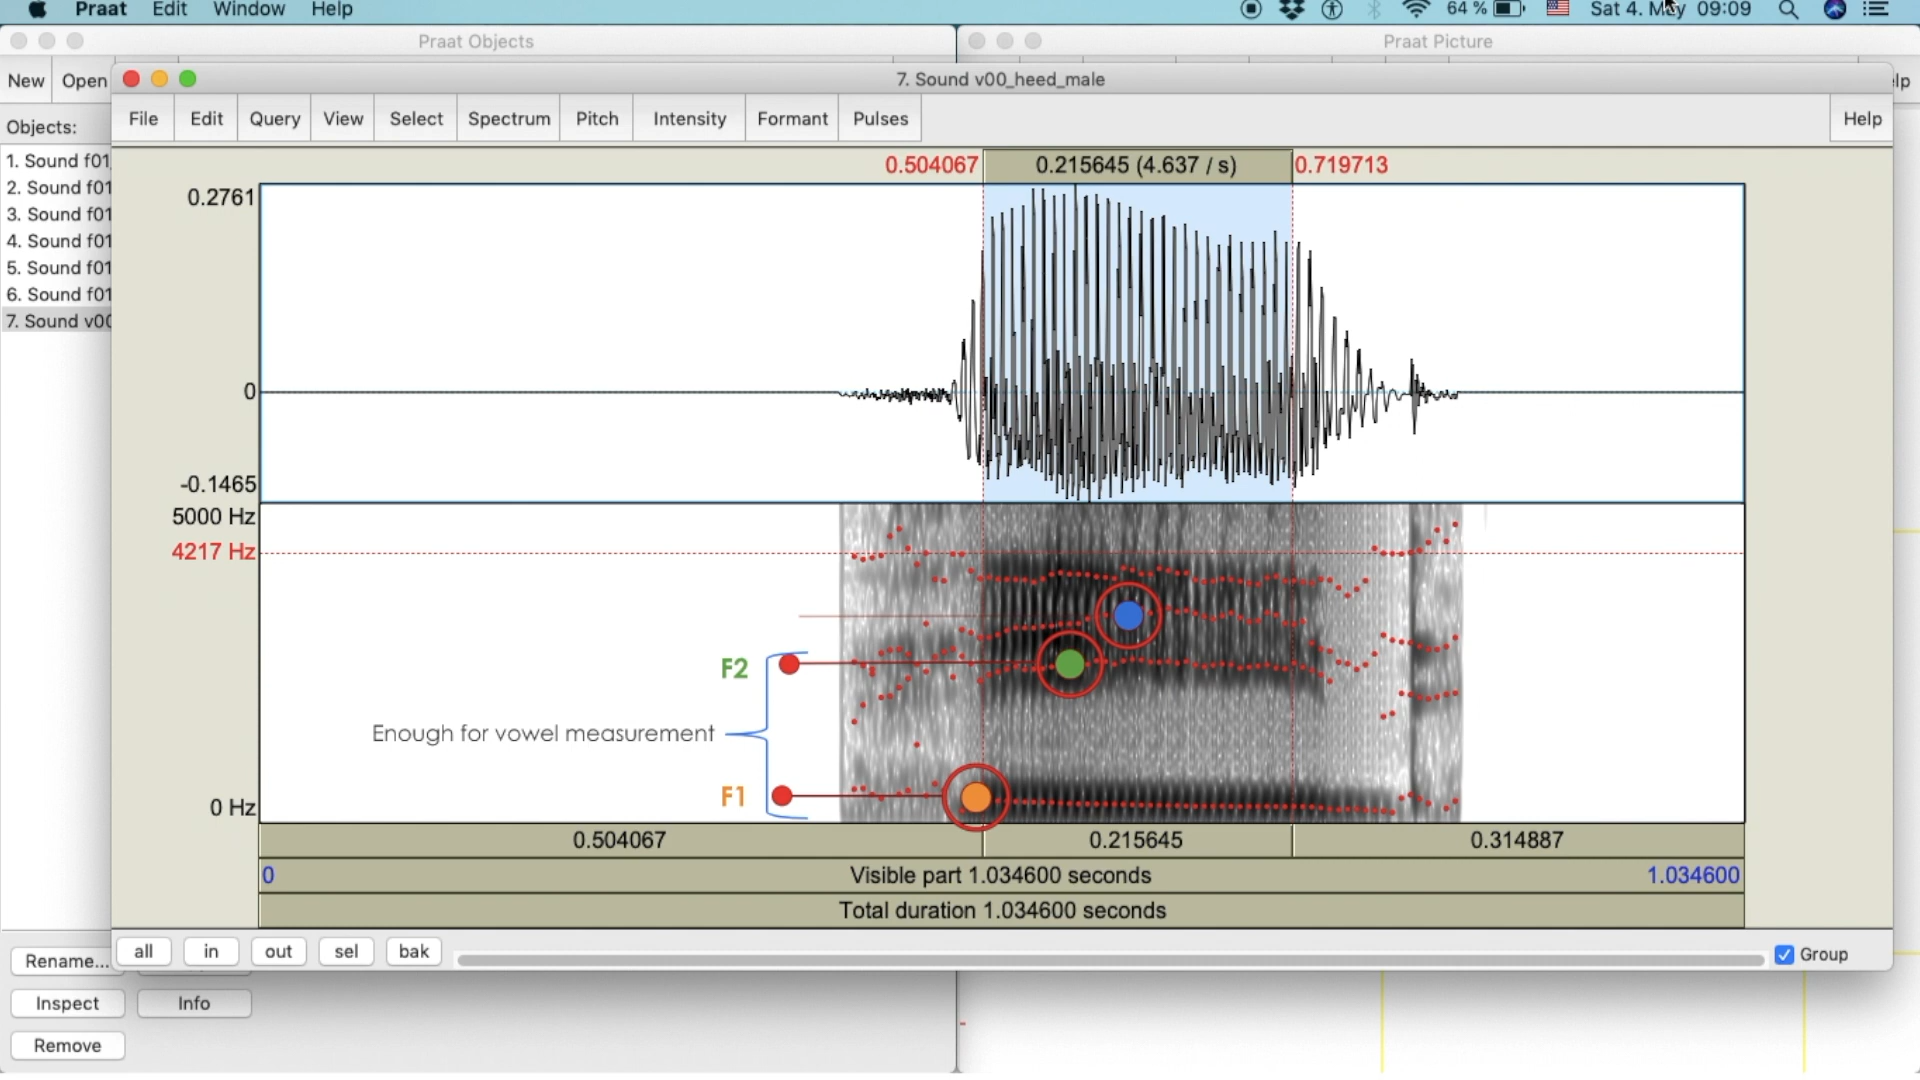 Praat Edit Window Help 64 % Sat 4. May 09:09
Praat Objects Praat Picture
New Open
7. Sound v00_heed_male
File Edit Query View Select Spectrum Pitch Intensity Formant Pulses Help
Objects:
1. Sound f01
2. Sound f01
3. Sound f01
4. Sound f01
5. Sound f01
6. Sound f01
7. Sound v00
0.504067 0.215645 (4.637 / s) 0.719713
0.2761
0
-0.1465
5000 Hz
4217 Hz
F2
Enough for vowel measurement
F1
0 Hz
0.504067 0.215645 0.314887
0 Visible part 1.034600 seconds 1.034600
Total duration 1.034600 seconds
all in out sel bak Group
Rename...
Inspect Info
Remove